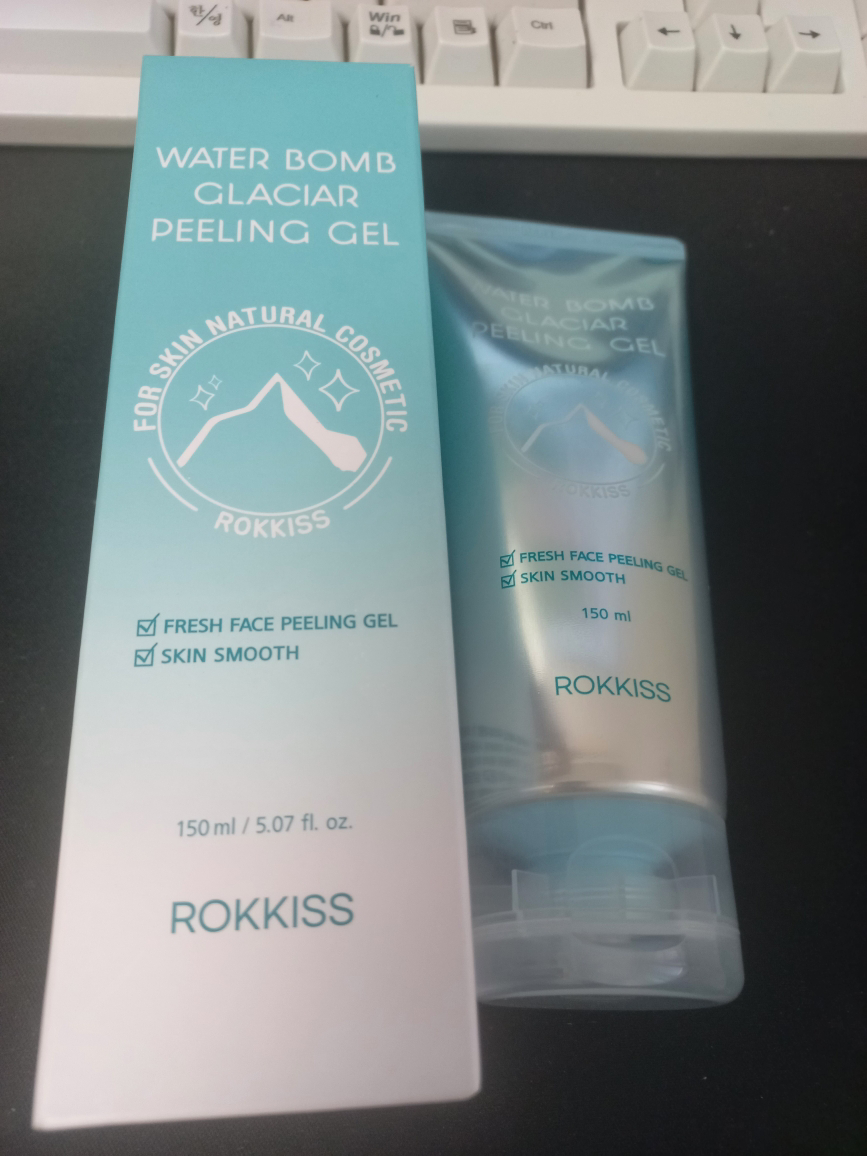 한/영
Alt
Win
Ctrl
←
↓
→
WATER BOMB
GLACIAR
PEELING GEL
FOR SKIN NATURAL COSMETIC
ROKKISS
FRESH FACE PEELING GEL
SKIN SMOOTH
150 ml / 5.07 fl. oz.
ROKKISS
WATER BOMB
GLACIAR
PEELING GEL
FOR SKIN NATURAL COSMETIC
ROKKISS
FRESH FACE PEELING GEL
SKIN SMOOTH
150 ml
ROKKISS